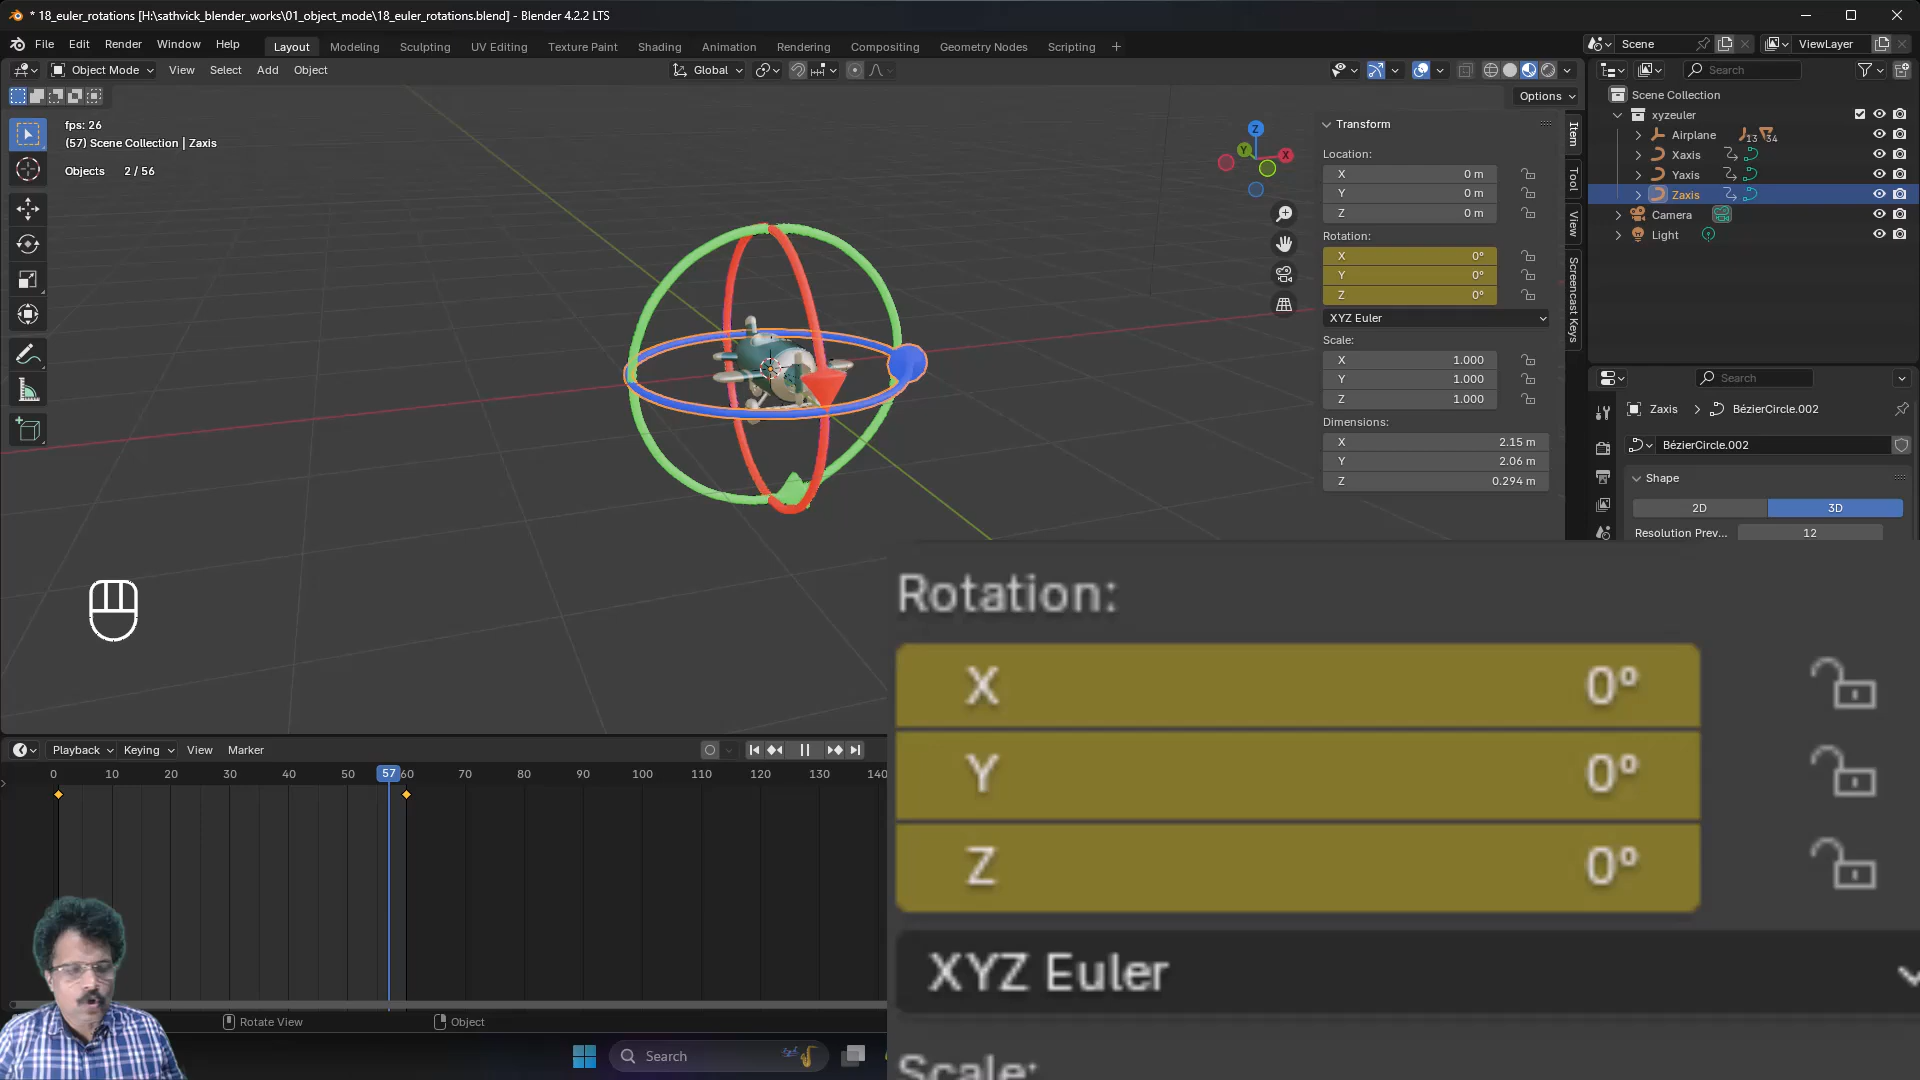 * 18_euler_rotations [H:\sathvick_blender_works\01_object_mode\18_euler_rotations.blend] - Blender 4.2.2 LTS
File Edit Render Window Help Layout Modeling Sculpting UV Editing Texture Paint Shading Animation Rendering Compositing Geometry Nodes Scripting + Scene ViewLayer
Object Mode View Select Add Object Global Search
Options
fps: 26
(57) Scene Collection | Zaxis
Objects 2 / 56
Z
Y
X
Transform
Location:
X 0 m
Y 0 m
Z 0 m
Rotation:
X 0°
Y 0°
Z 0°
XYZ Euler
Scale:
X 1.000
Y 1.000
Z 1.000
Dimensions:
X 2.15 m
Y 2.06 m
Z 0.294 m
Item
Tool
View
Screencast Keys
Scene Collection
xyzeuler
Airplane 13 34
Xaxis
Yaxis
Zaxis
Camera
Light
Search
Zaxis > BézierCircle.002
BézierCircle.002
Shape
2D 3D
Resolution Prev... 12
Rotation:
X 0°
Y 0°
Z 0°
XYZ Euler
Scale:
Playback Keying View Marker
0 10 20 30 40 50 57 60 70 80 90 100 110 120 130 140
Rotate View Object
Search